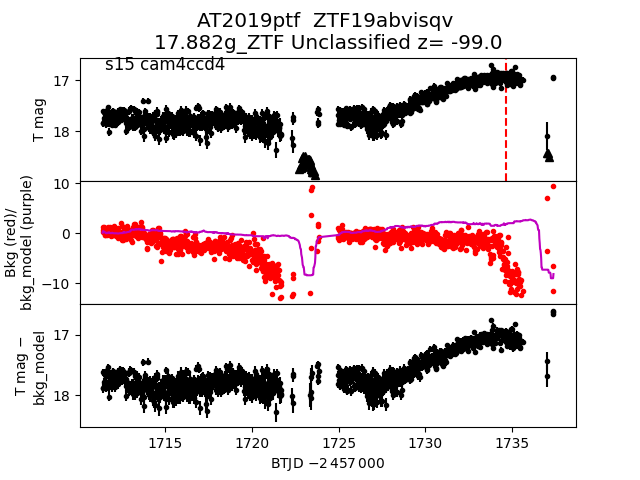 AT2019ptf  ZTF19abvisqv
17.882g_ZTF Unclassified z= -99.0
s15 cam4ccd4
17
18
T mag
10
0
−10
Bkg (red)/
bkg_model (purple)
17
18
T mag −
bkg_model
1715 1720 1725 1730 1735
BTJD −2 457 000